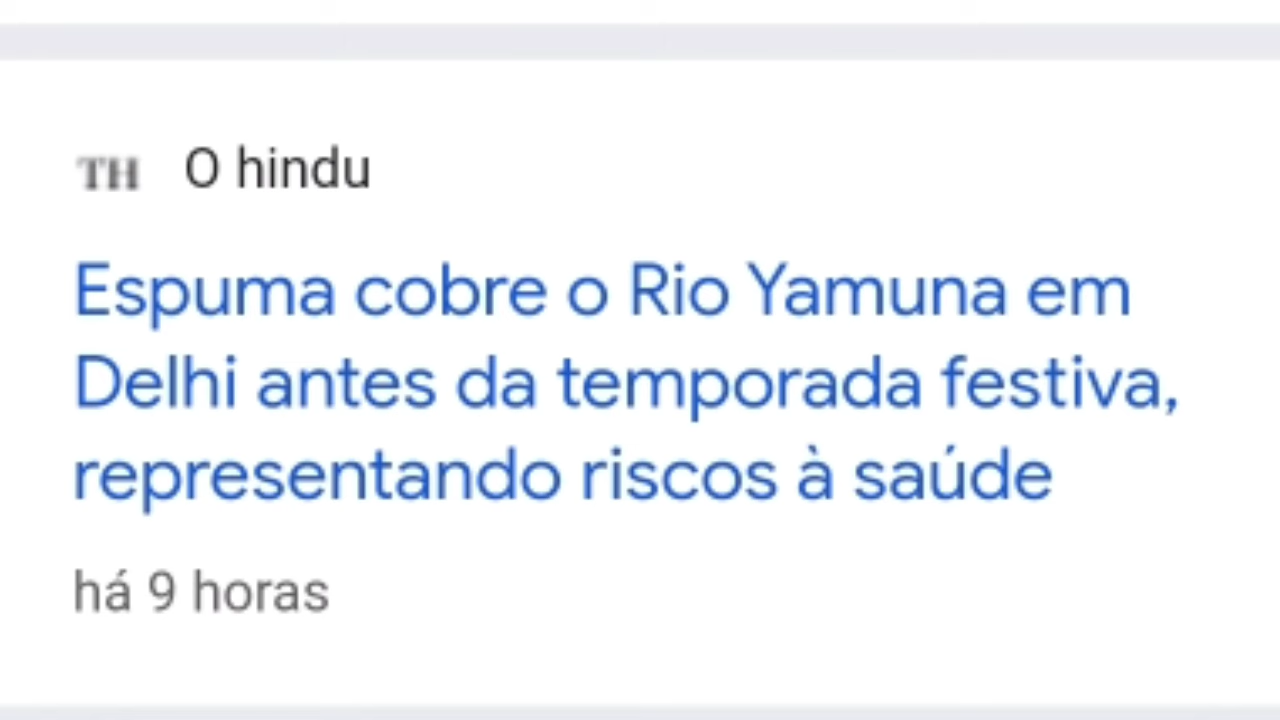 TH O hindu
Espuma cobre o Rio Yamuna em
Delhi antes da temporada festiva,
representando riscos à saúde
há 9 horas